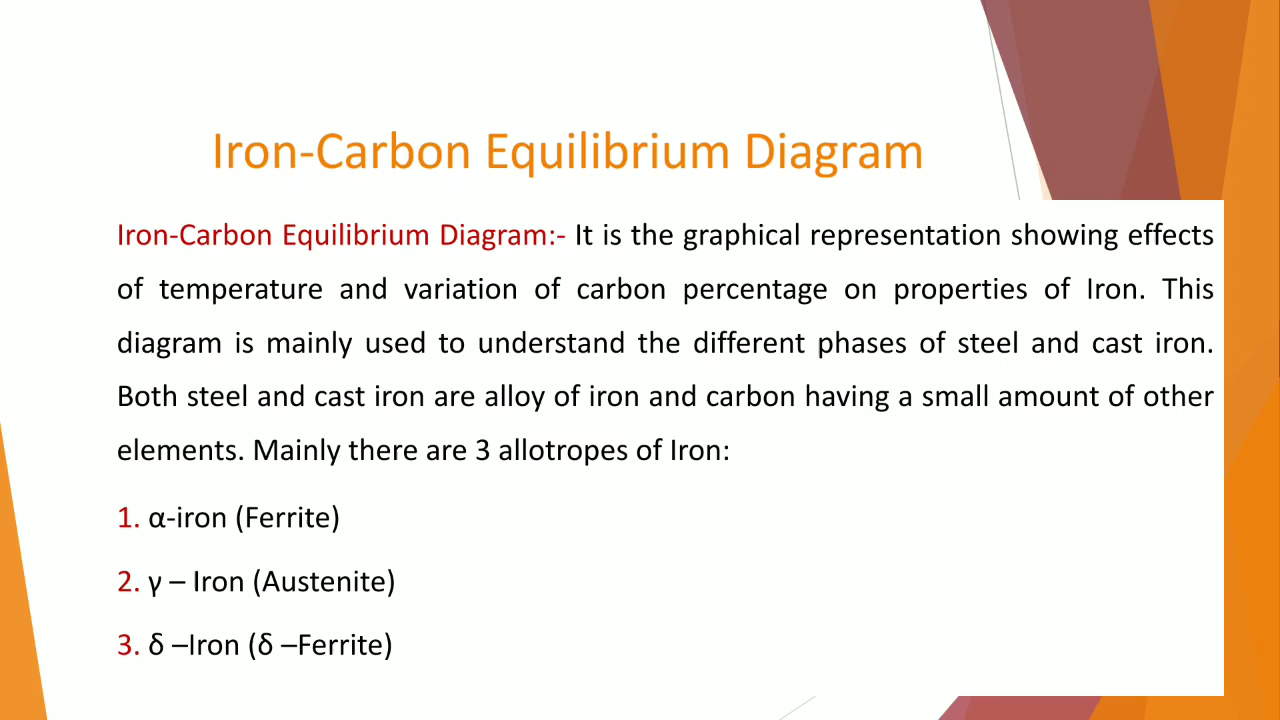 Iron-Carbon Equilibrium Diagram
Iron-Carbon Equilibrium Diagram:- It is the graphical representation showing effects
of temperature and variation of carbon percentage on properties of Iron. This
diagram is mainly used to understand the different phases of steel and cast iron.
Both steel and cast iron are alloy of iron and carbon having a small amount of other
elements. Mainly there are 3 allotropes of Iron:
1. α-iron (Ferrite)
2. γ – Iron (Austenite)
3. δ –Iron (δ –Ferrite)